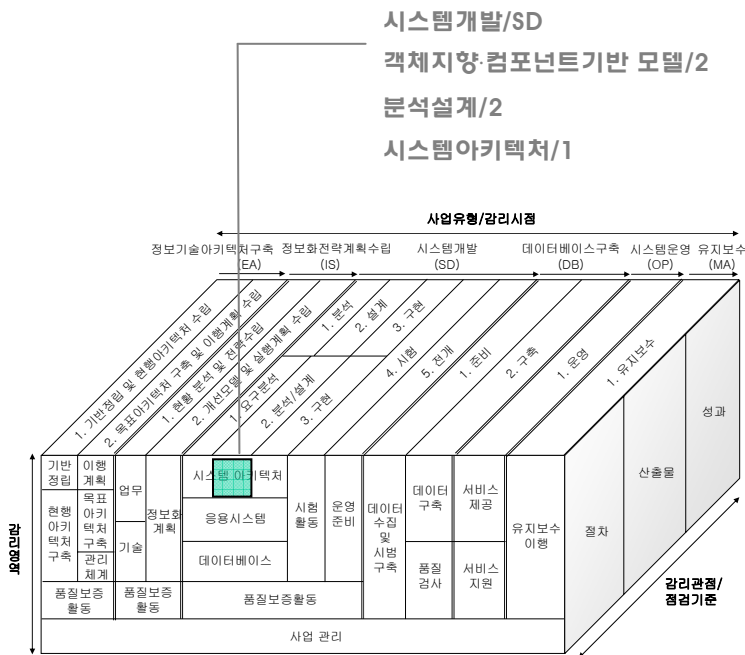 시스템개발/SD
객체지향·컴포넌트기반 모델/2
분석설계/2
시스템아키텍처/1
사업유형/감리시점
정보기술아키텍처구축 정보화전략계획수립 시스템개발 데이터베이스구축 시스템운영 유지보수
(EA) (IS) (SD) (DB) (OP) (MA)
1. 기반정립 및 현행아키텍처 수립
2. 목표아키텍처 구축 및 이행계획 수립
1. 현황 분석 및 전략수립
2. 개선모델 및 실행계획 수립
1. 분석
2. 설계
3. 구현
1. 요구분석
2. 분석/설계
3. 구현
4. 시험
5. 전개
1. 준비
2. 구축
1. 운영
1. 유지보수
기반
정립
이행
계획
현행
아키
텍처
구축
목표
아키
텍처
구축
관리
체계
품질보증
활동
업무
기술
정보화
계획
품질보증
활동
시스템 아키텍처
응용시스템
데이터베이스
시험
활동
운영
준비
품질보증활동
데이터
수집
및
시범
구축
데이터
구축
품질
검사
서비스
제공
서비스
지원
유지보수
이행
사업 관리
절차
산출물
성과
감리영역
감리관점/
점검기준